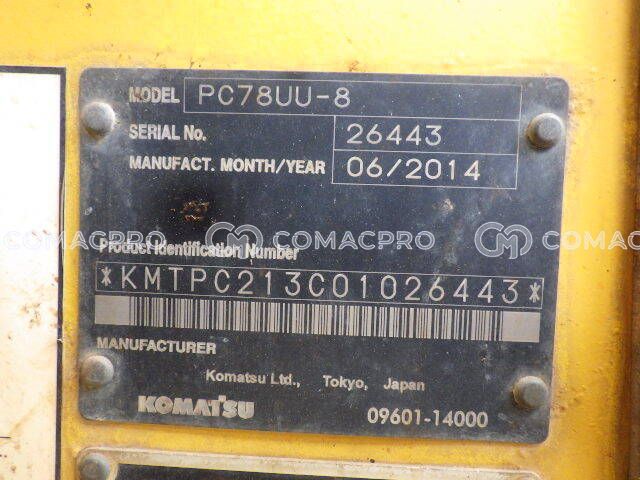 MODEL PC78UU-8
SERIAL No. 26443
MANUFACT. MONTH/YEAR 06/2014
COMACPRO COMACPRO
Product Identification Number
*KMTPC213C01026443*
MANUFACTURER
Komatsu Ltd., Tokyo, Japan
KOMATSU 09601-14000